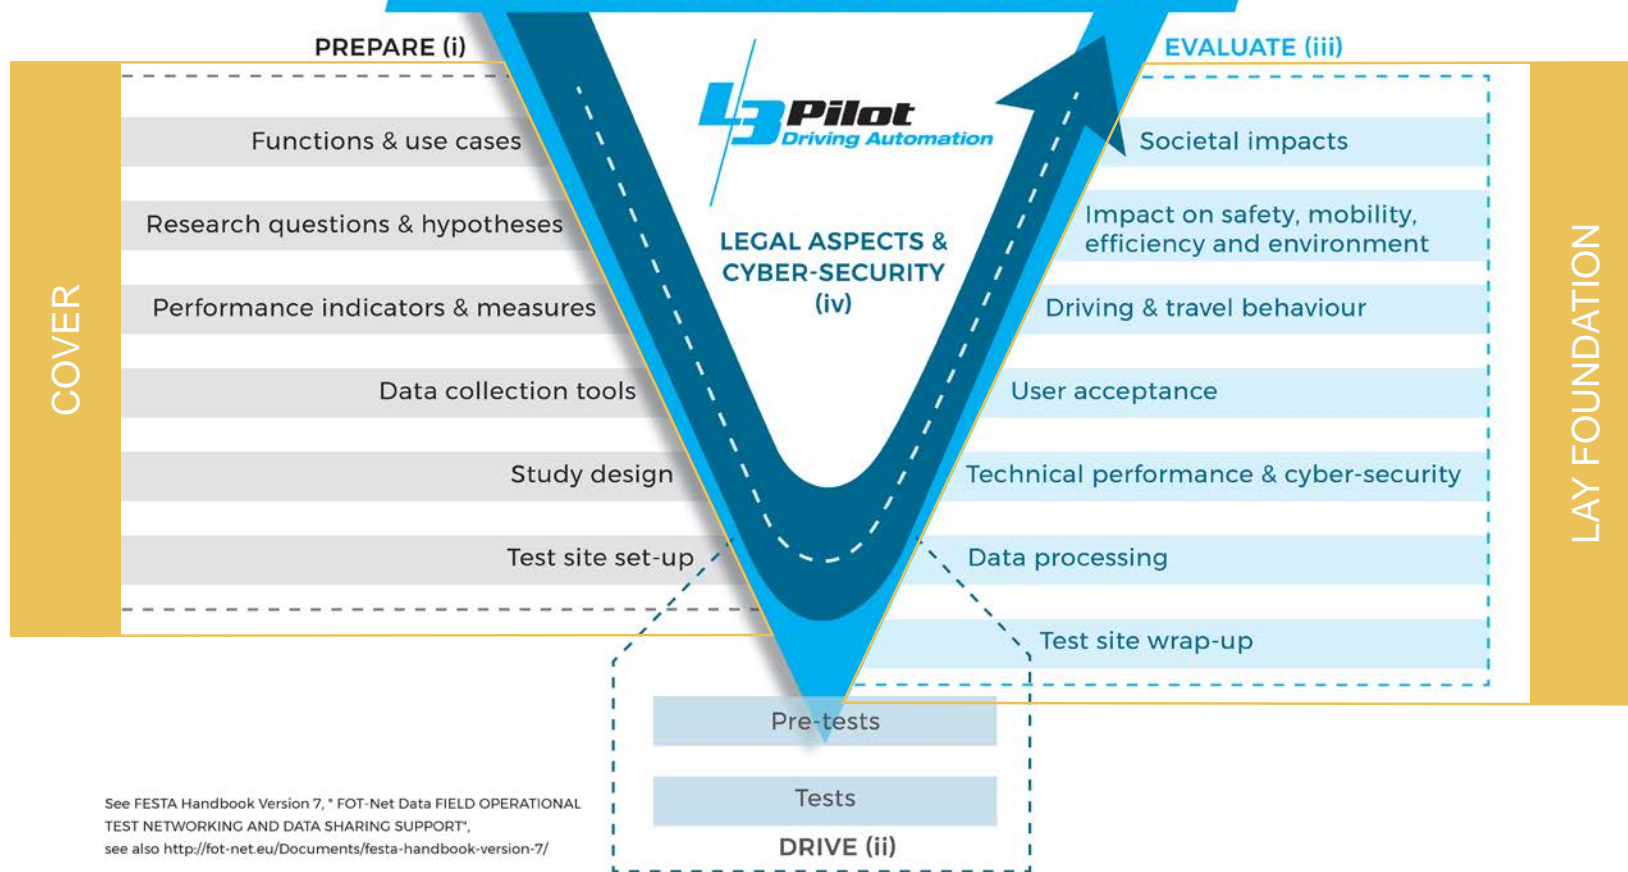 PREPARE (i)
COVER
Functions & use cases
Research questions & hypotheses
Performance indicators & measures
Data collection tools
Study design
Test site set-up
L3Pilot
Driving Automation
LEGAL ASPECTS &
CYBER-SECURITY
(iv)
EVALUATE (iii)
Societal impacts
Impact on safety, mobility,
efficiency and environment
Driving & travel behaviour
User acceptance
Technical performance & cyber-security
Data processing
Test site wrap-up
LAY FOUNDATION
Pre-tests
Tests
DRIVE (ii)
See FESTA Handbook Version 7, " FOT-Net Data FIELD OPERATIONAL
TEST NETWORKING AND DATA SHARING SUPPORT",
see also http://fot-net.eu/Documents/festa-handbook-version-7/